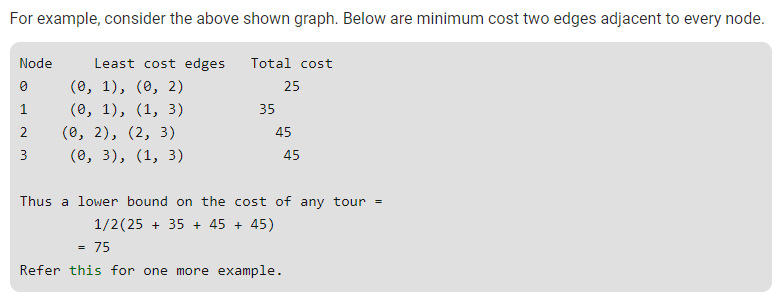 For example, consider the above shown graph. Below are minimum cost two edges adjacent to every node.
Node     Least cost edges   Total cost
0     (0, 1), (0, 2)            25
1     (0, 1), (1, 3)         35
2    (0, 2), (2, 3)            45
3     (0, 3), (1, 3)            45
Thus a lower bound on the cost of any tour =
         1/2(25 + 35 + 45 + 45)
       = 75
Refer this for one more example.